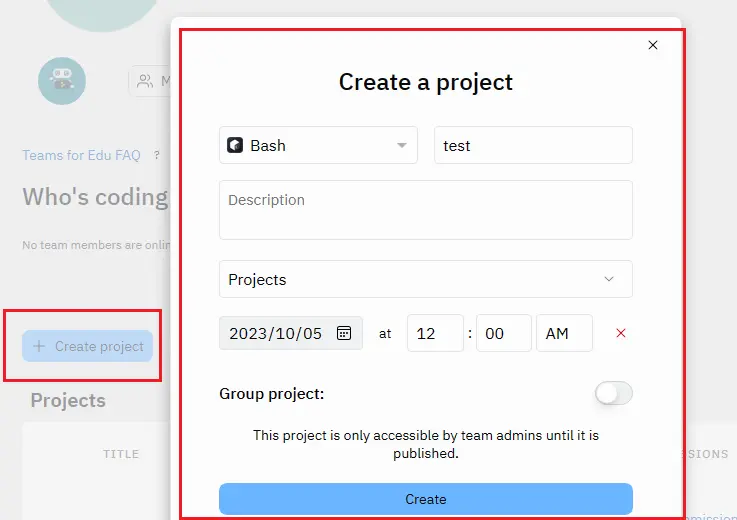 Create a project
Bash
test
Description
Projects
2023/10/05 at 12 : 00 AM
Group project:
This project is only accessible by team admins until it is
published.
Create
M
Teams for Edu FAQ ?
Who's coding
No team members are onlin
+ Create project
Projects
TITLE
SIONS
mission